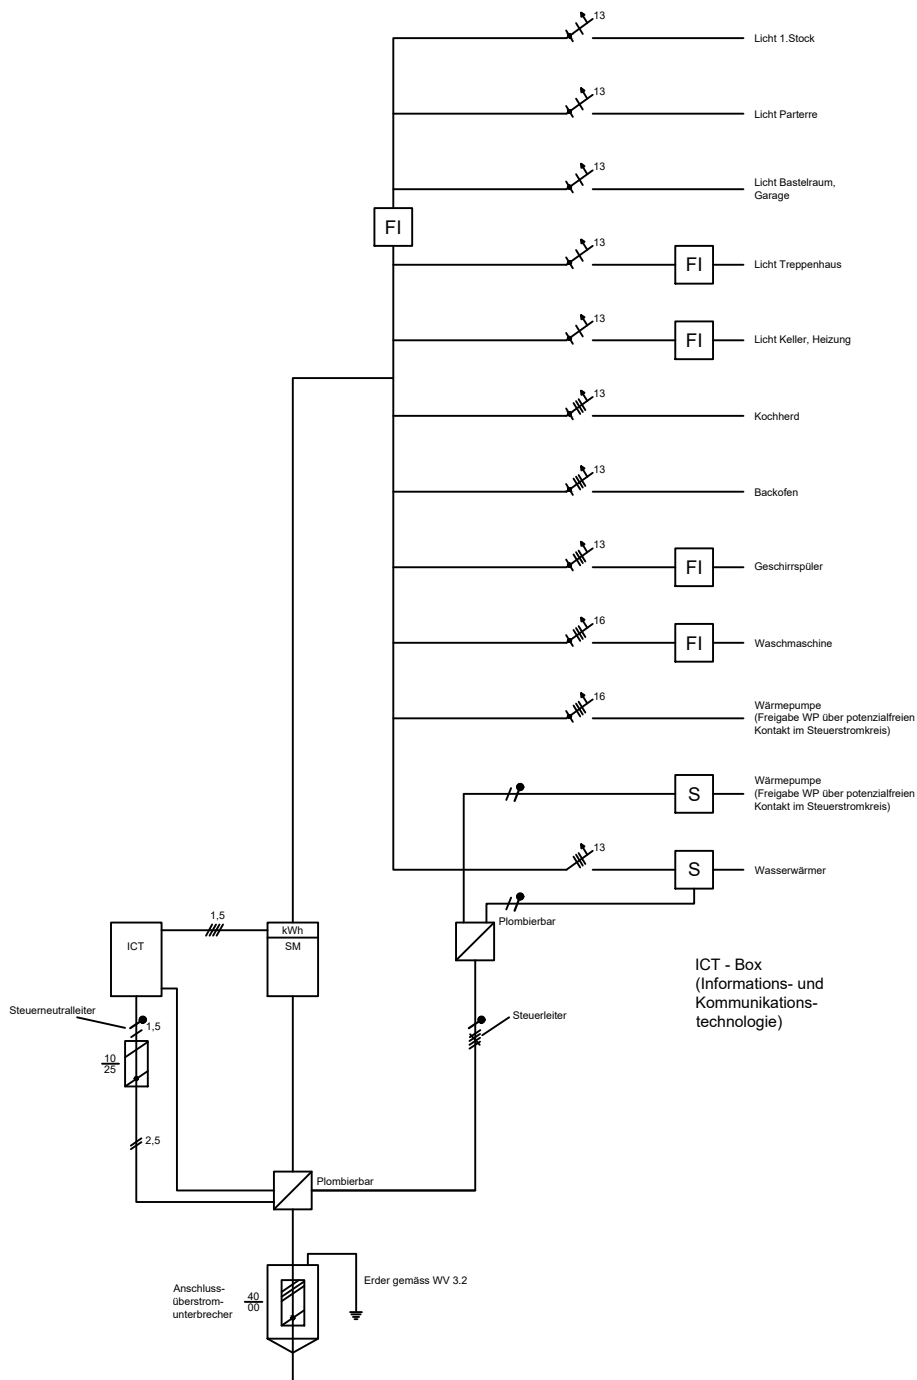 13
Licht 1.Stock
13
Licht Parterre
13
Licht Bastelraum,
Garage
FI
13
FI
Licht Treppenhaus
13
FI
Licht Keller, Heizung
13
Kochherd
13
Backofen
13
FI
Geschirrspüler
16
FI
Waschmaschine
16
Wärmepumpe
(Freigabe WP über potenzialfreien
Kontakt im Steuerstromkreis)
S
Wärmepumpe
(Freigabe WP über potenzialfreien
Kontakt im Steuerstromkreis)
13
S
Wasserwärmer
Plombierbar
1,5
ICT
kWh
SM
ICT - Box
(Informations- und
Kommunikations-
technologie)
Steuerneutralleiter
1,5
Steuerleiter
10
25
2,5
Plombierbar
Erder gemäss WV 3.2
Anschluss-
überstrom-
unterbrecher
40
00